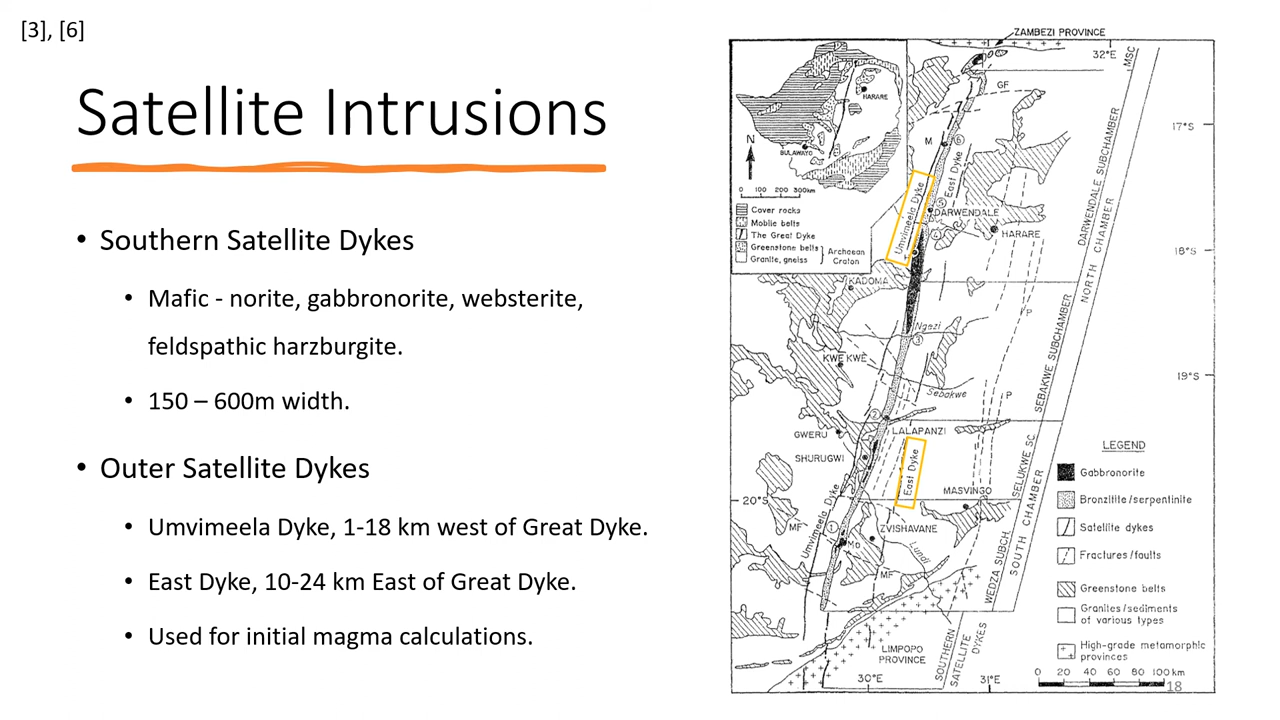 [3], [6]
Satellite Intrusions
• Southern Satellite Dykes
• Mafic - norite, gabbronorite, websterite,
feldspathic harzburgite.
• 150 – 600m width.
• Outer Satellite Dykes
• Umvimeela Dyke, 1-18 km west of Great Dyke.
• East Dyke, 10-24 km East of Great Dyke.
• Used for initial magma calculations.
ZAMBEZI PROVINCE
32°E
MSC
HARARE
BULAWAYO
N
0 100 200 300km
Cover rocks
Mobile belts
The Great Dyke
Greenstone belts
Granite, gneiss
Archaean
Craton
GF
17°S
M
6
East Dyke
Umvimeela Dyke
5
DARWENDALE
HARARE
18°S
KADOMA
P
Ngezi
3
KWE KWE
19°S
Sebakwe
P
2
GWERU
LALAPANZI
SHURUGWI
East Dyke
MASVINGO
20°S
Umvimeela Dyke
MF
1
ZVISHAVANE
Mo
Lundi
MF
LIMPOPO
PROVINCE
30°E
31°E
DARWENDALE SUBCHAMBER
NORTH CHAMBER
SEBAKWE SUBCHAMBER
SELUKWE SC
SOUTH CHAMBER
WEDZA SUBCH.
SOUTHERN
SATELLITE DYKES
LEGEND
Gabbronorite
Bronzitite/serpentinite
Satellite dykes
Fractures/faults
Greenstone belts
Granites/sediments
of various types
High-grade metamorphic
provinces
0 20 40 60 80 100km
18